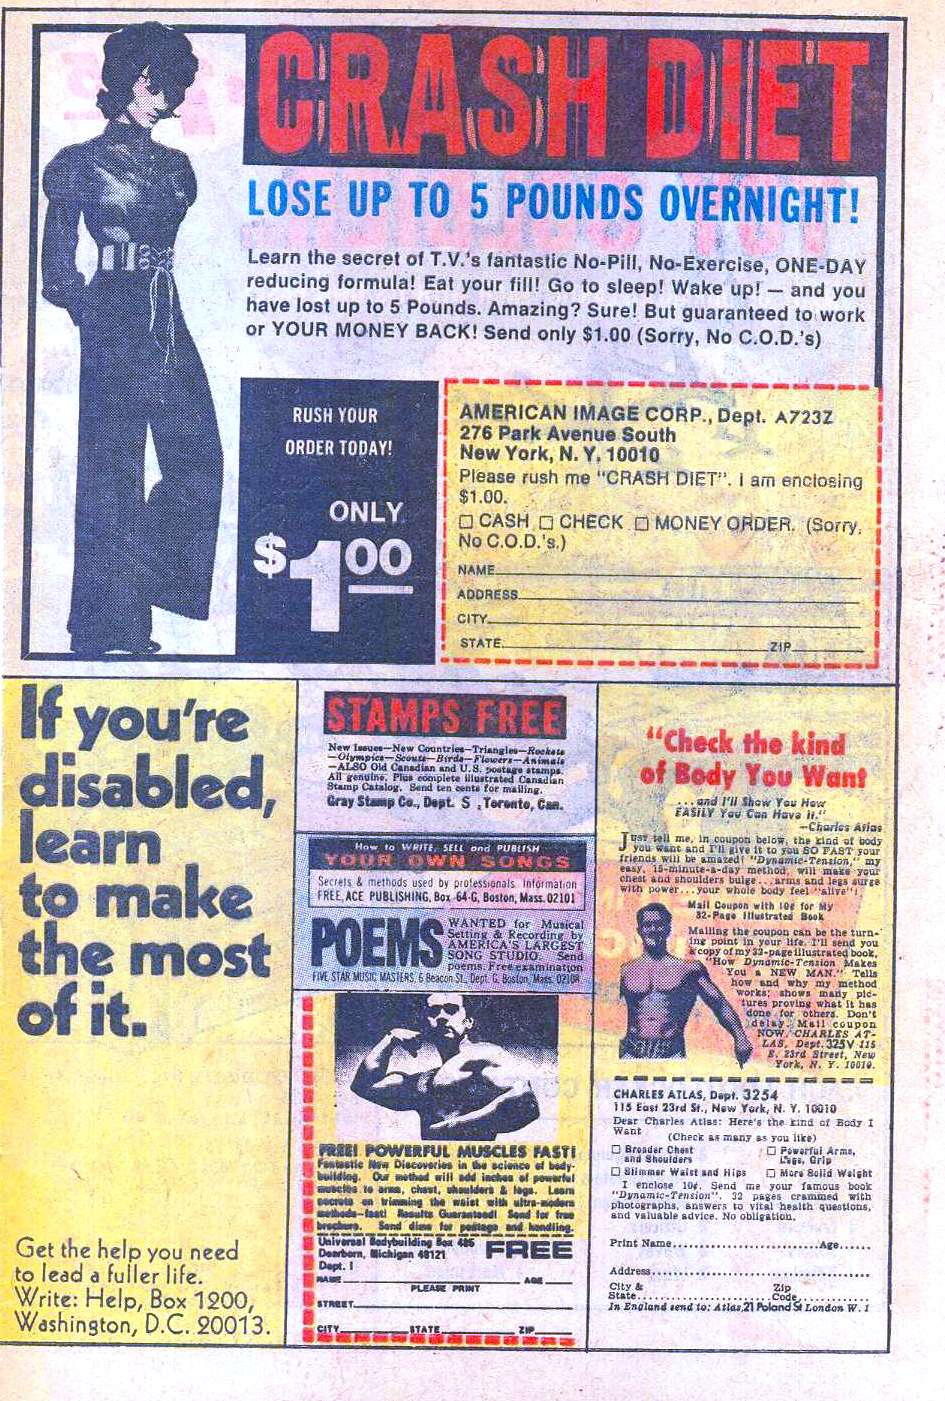 CRASH DIET
LOSE UP TO 5 POUNDS OVERNIGHT!
Learn the secret of T.V.'s fantastic No-Pill, No-Exercise, ONE-DAY
reducing formula! Eat your fill! Go to sleep! Wake up! — and you
have lost up to 5 Pounds. Amazing? Sure! But guaranteed to work
or YOUR MONEY BACK! Send only $1.00 (Sorry, No C.O.D.'s)
RUSH YOUR
ORDER TODAY!
ONLY
$1.00
AMERICAN IMAGE CORP., Dept. A723Z
276 Park Avenue South
New York, N. Y. 10010
Please rush me "CRASH DIET". I am enclosing
$1.00.
☐ CASH ☐ CHECK ☐ MONEY ORDER. (Sorry,
No C.O.D.'s.)
NAME
ADDRESS
CITY
STATE ZIP
If you're
disabled,
learn
to make
the most
of it.
Get the help you need
to lead a fuller life.
Write: Help, Box 1200,
Washington, D.C. 20013.
STAMPS FREE
New Issues—New Countries—Triangles—Rockets
—Olympics—Scouts—Birds—Flowers—Animals
—ALSO Old Canadian and U.S. postage stamps.
All genuine. Plus complete illustrated Canadian
Stamp Catalog. Send ten cents for mailing.
Gray Stamp Co., Dept. S , Toronto, Can.
How to WRITE, SELL and PUBLISH
YOUR OWN SONGS
Secrets & methods used by professionals Information
FREE, ACE PUBLISHING, Box 64-G, Boston, Mass. 02101
POEMS
WANTED for Musical
Setting & Recording by
AMERICA'S LARGEST
SONG STUDIO. Send
poems. Free examination
FIVE STAR MUSIC MASTERS, 6 Beacon St., Dept. G, Boston, Mass. 02108
FREE! POWERFUL MUSCLES FAST!
Fantastic New Discoveries in the science of body-
building. Our method will add inches of powerful
muscles to arms, chest, shoulders & legs. Learn
secrets on trimming the waist with ultra-modern
methods—fast! Results Guaranteed! Send for free
brochure. Send dime for postage and handling.
Universal Bodybuilding Box 485
Dearborn, Michigan 48121
Dept. I
FREE
NAME AGE
PLEASE PRINT
STREET
CITY STATE ZIP
"Check the kind
of Body You Want
...and I'll Show You How
EASILY You Can Have It."
—Charles Atlas
JUST tell me, in coupon below, the kind of body
you want and I'll give it to you SO FAST your
friends will be amazed! "Dynamic-Tension," my
easy, 15-minute-a-day method, will make your
chest and shoulders bulge...arms and legs surge
with power...your whole body feel "alive"!
Mail Coupon with 10¢ for My
32-Page Illustrated Book
Mailing the coupon can be the turn-
ing point in your life. I'll send you
a copy of my 32-page illustrated book,
"How Dynamic-Tension Makes
You a NEW MAN." Tells
how and why my method
works; shows many pic-
tures proving what it has
done for others. Don't
delay. Mail coupon
NOW. CHARLES AT-
LAS, Dept. 325V 115
E. 23rd Street, New
York, N. Y. 10010.
CHARLES ATLAS, Dept. 3254
115 East 23rd St., New York, N. Y. 10010
Dear Charles Atlas: Here's the kind of Body I
Want
(Check as many as you like)
☐ Broader Chest and Shoulders ☐ Powerful Arms, Legs, Grip
☐ Slimmer Waist and Hips ☐ More Solid Weight
I enclose 10¢. Send me your famous book
"Dynamic-Tension". 32 pages crammed with
photographs, answers to vital health questions,
and valuable advice. No obligation.
Print Name Age
Address
City & State Zip Code
In England send to: Atlas, 21 Poland St London W. 1